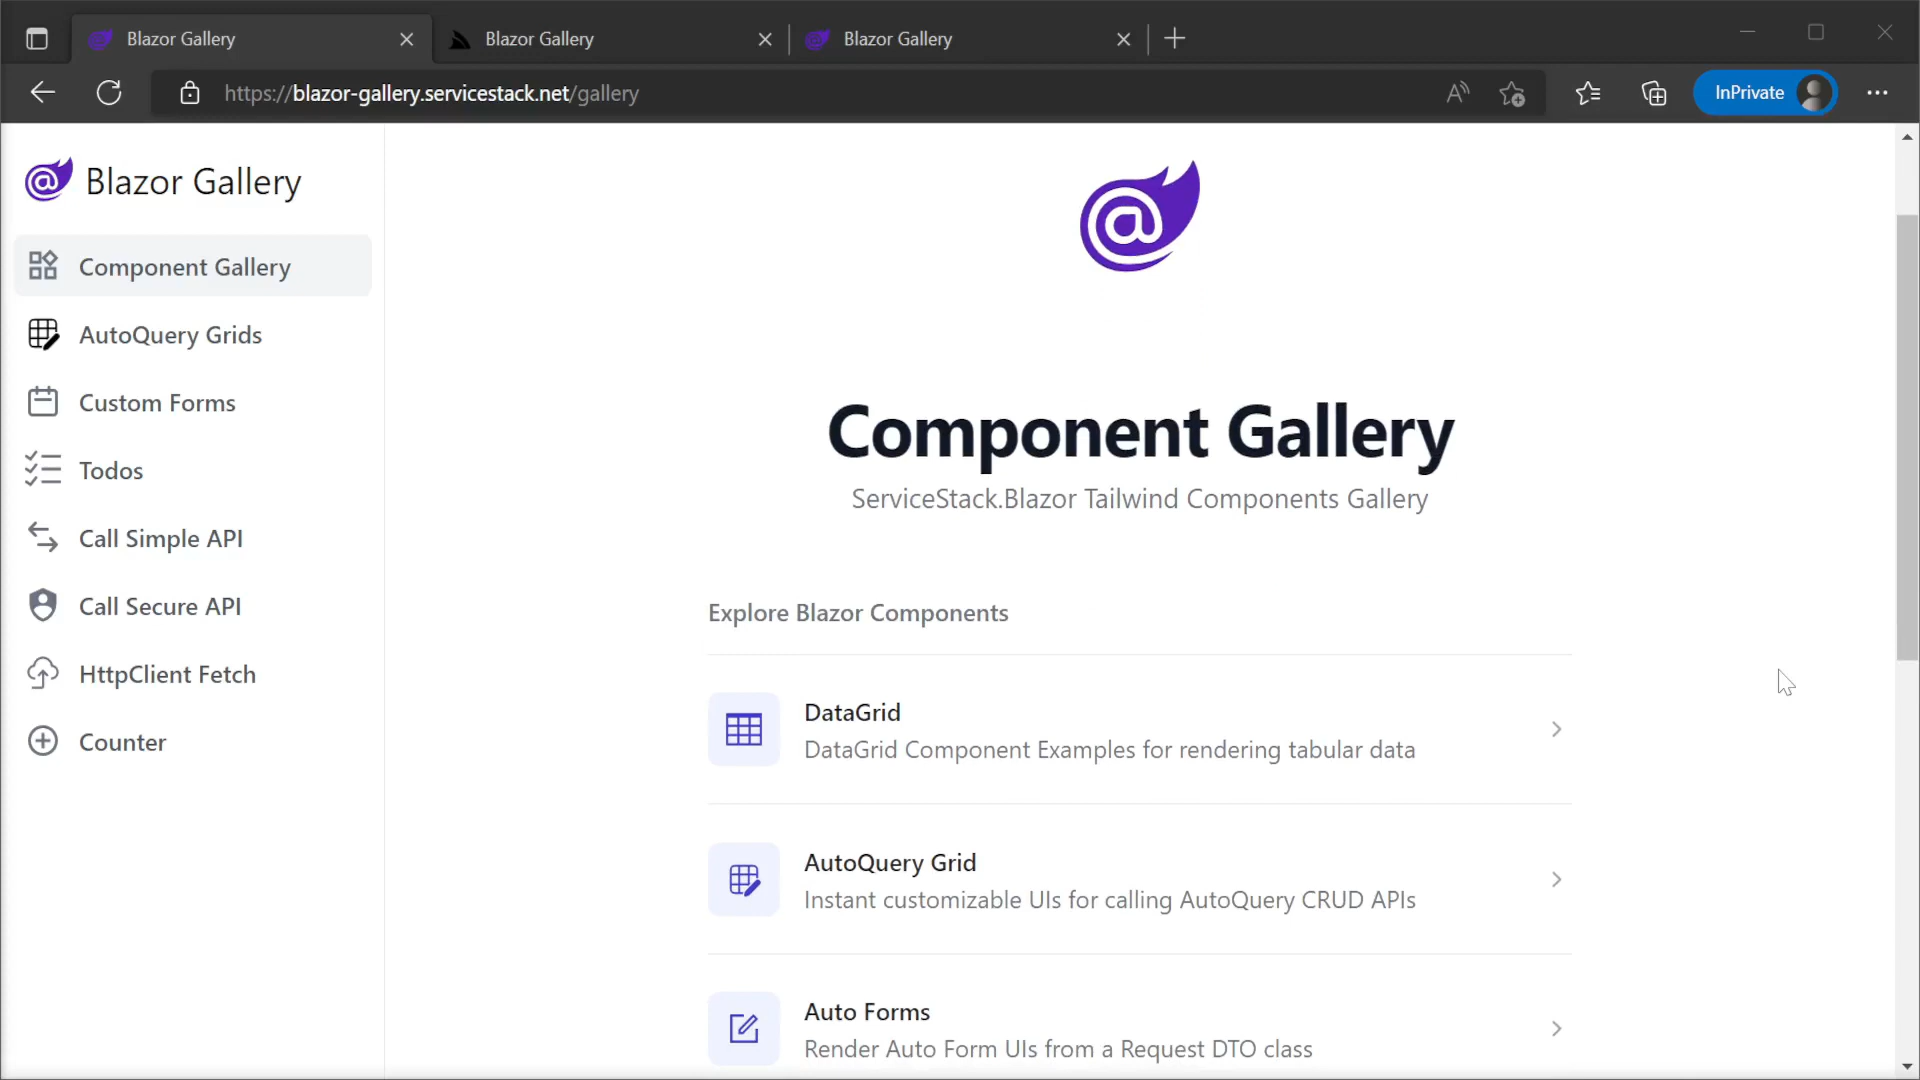 Blazor Gallery
Blazor Gallery
Blazor Gallery
https://blazor-gallery.servicestack.net/gallery
InPrivate
Blazor Gallery
Component Gallery
AutoQuery Grids
Custom Forms
Todos
Call Simple API
Call Secure API
HttpClient Fetch
Counter
Component Gallery
ServiceStack.Blazor Tailwind Components Gallery
Explore Blazor Components
DataGrid
DataGrid Component Examples for rendering tabular data
AutoQuery Grid
Instant customizable UIs for calling AutoQuery CRUD APIs
Auto Forms
Render Auto Form UIs from a Request DTO class